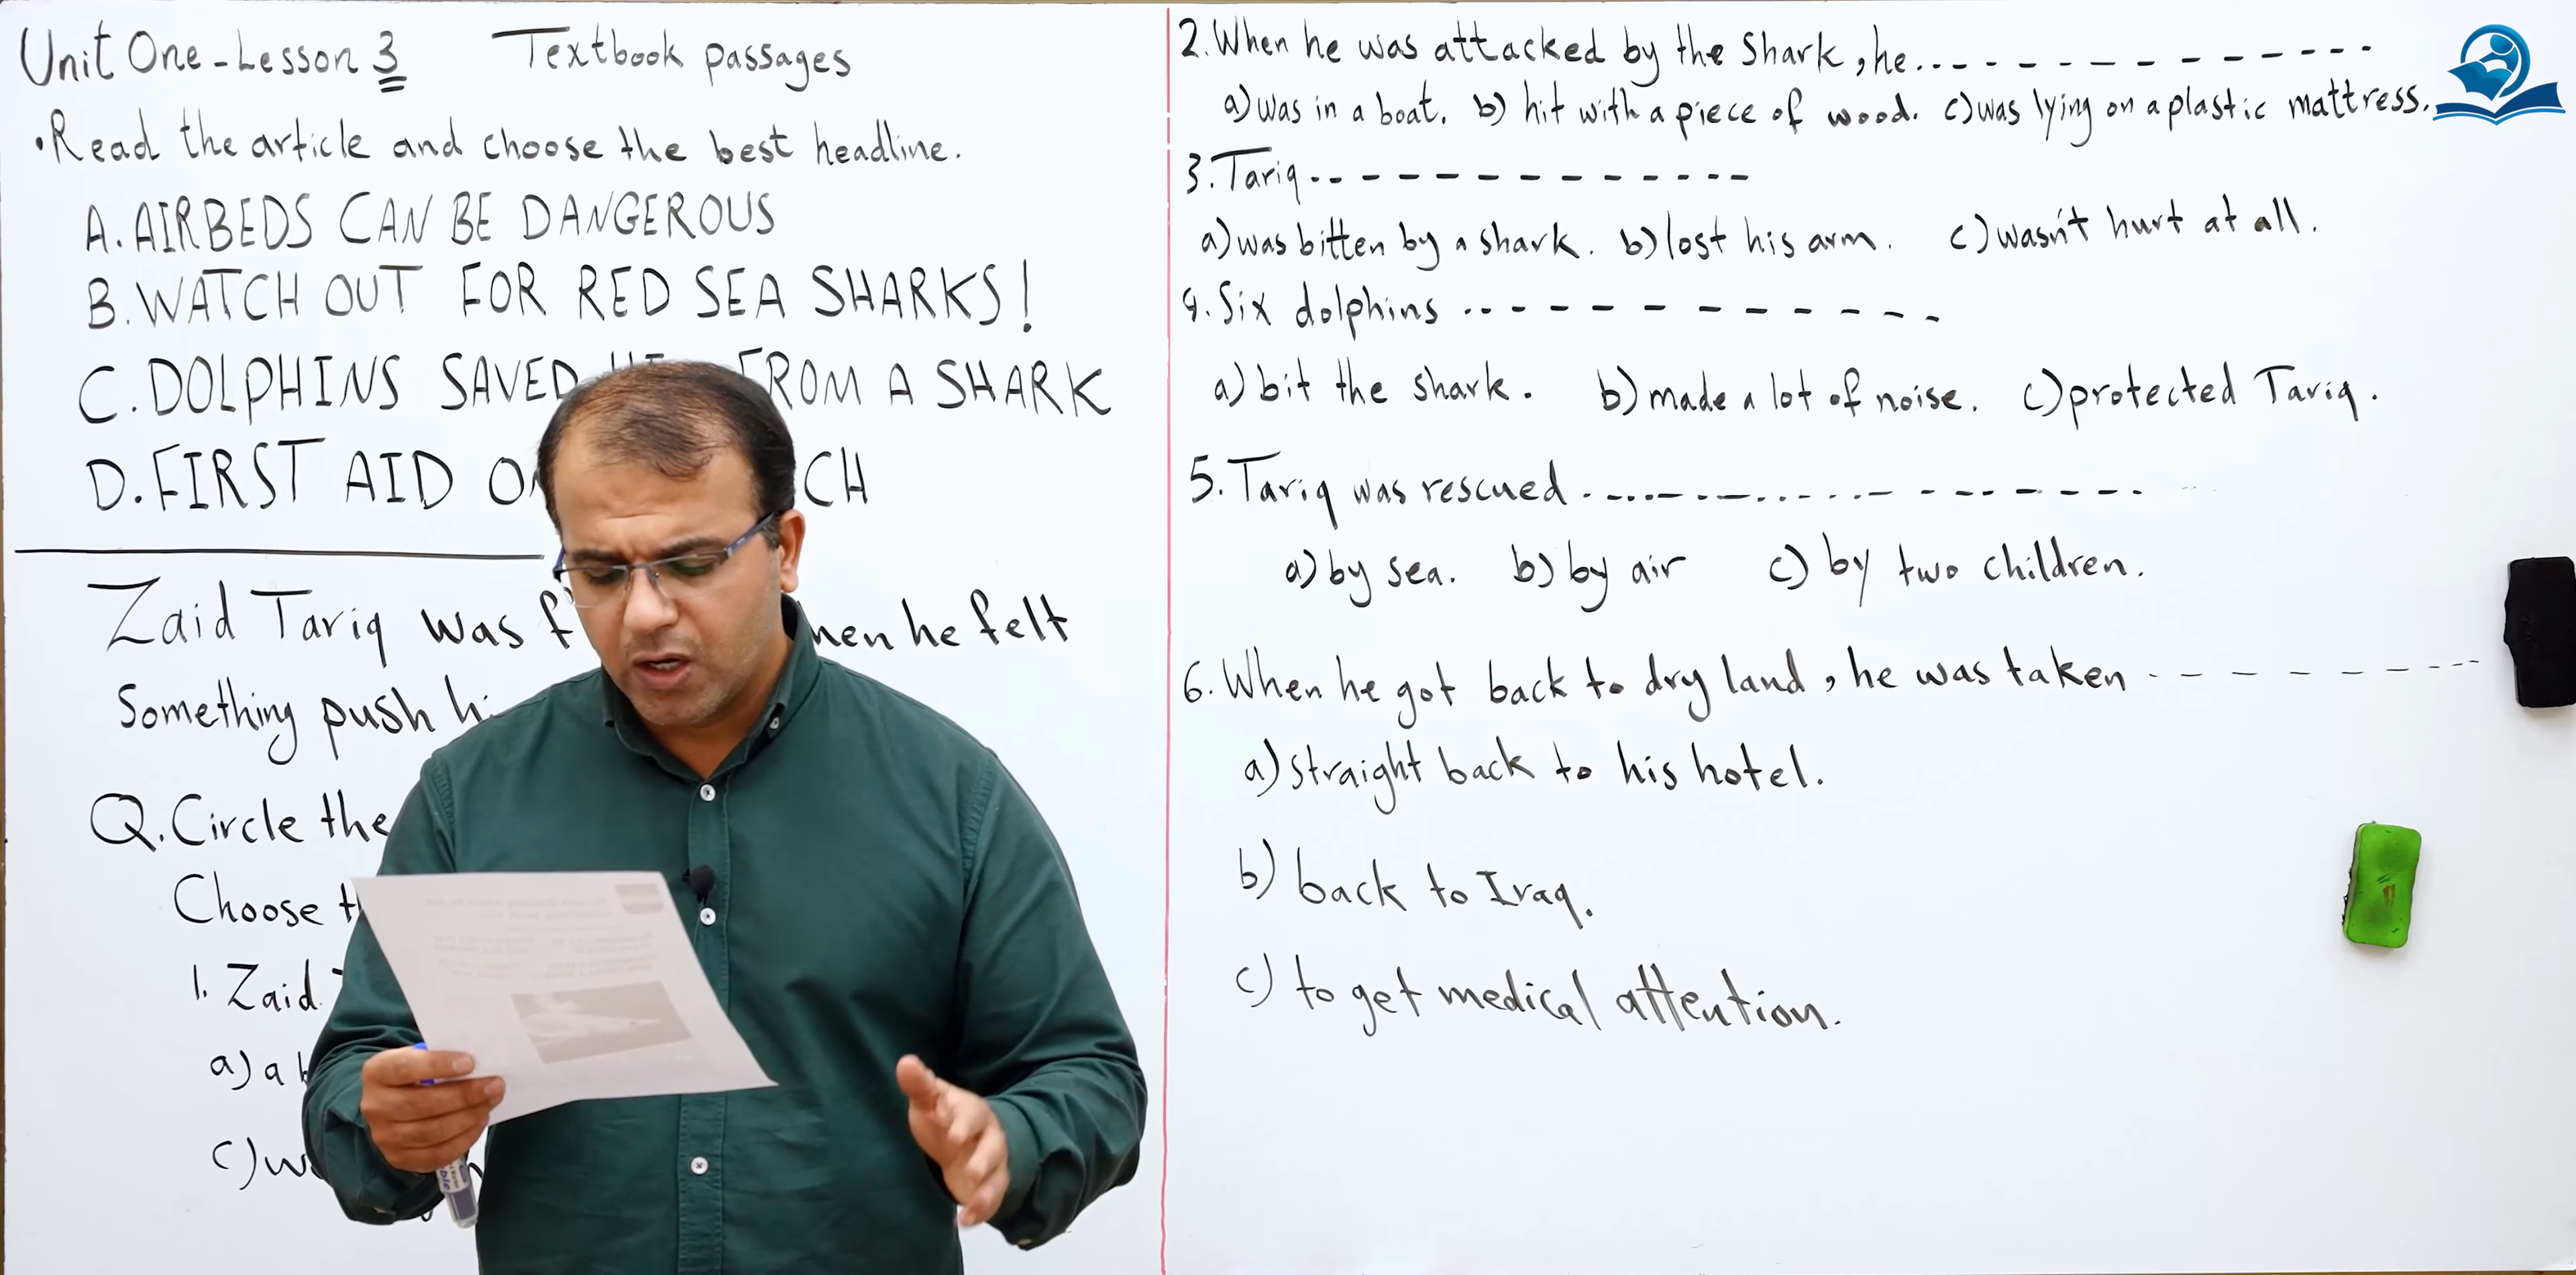 Unit One - Lesson 3 Textbook passages
• Read the article and choose the best headline.
A. AIRBEDS CAN BE DANGEROUS
B. WATCH OUT FOR RED SEA SHARKS!
C. DOLPHINS SAVED FROM A SHARK
D. FIRST AID
Zaid Tariq was he felt
Something push
Q. Circle the
Choose
1. Zaid
a) a
c)
2. When he was attacked by the Shark, he....--------------
a) was in a boat. b) hit with a piece of wood. c) was lying on a plastic mattress.
3. Tariq..--------------
a) was bitten by a shark. b) lost his arm. c) wasn't hurt at all.
4. Six dolphins ..------------
a) bit the shark. b) made a lot of noise. c) protected Tariq.
5. Tariq was rescued .-....--.-..-..-------
a) by sea. b) by air c) by two children.
6. When he got back to dry land, he was taken ----------
a) straight back to his hotel.
b) back to Iraq.
c) to get medical attention.